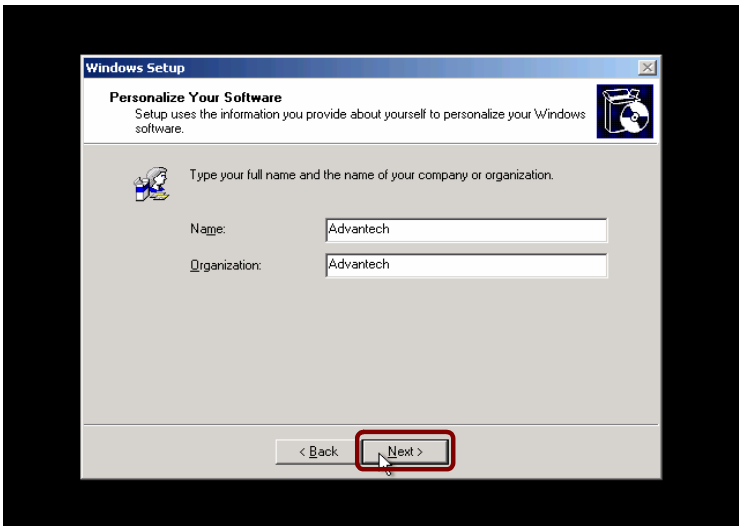 Windows Setup
Personalize Your Software
Setup uses the information you provide about yourself to personalize your Windows
software.
Type your full name and the name of your company or organization.
Name: Advantech
Organization: Advantech
< Back Next >